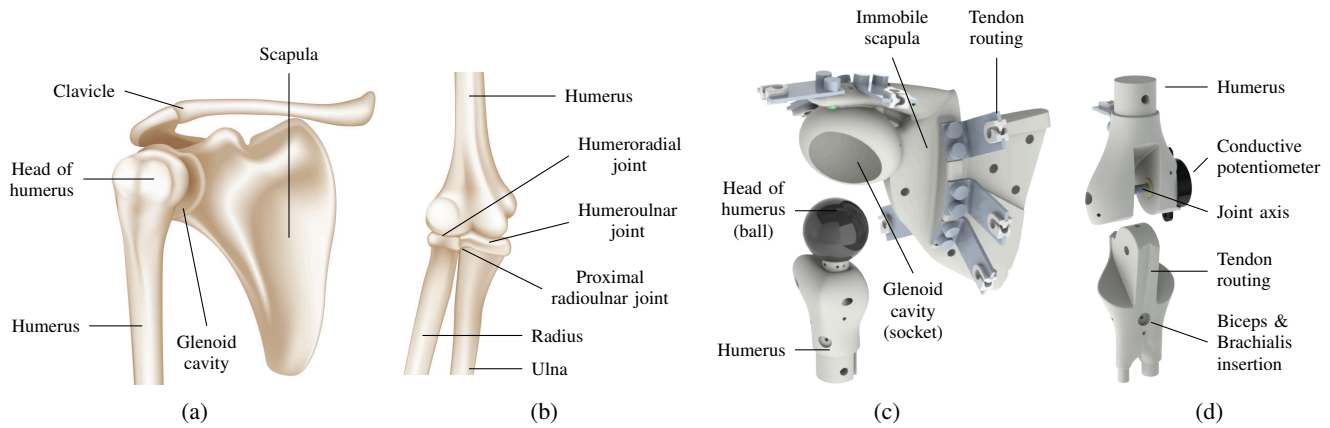 Scapula
Clavicle
Head of
humerus
Humerus
Glenoid
cavity
(a)
Humerus
Humeroradial
joint
Humeroulnar
joint
Proximal
radioulnar joint
Radius
Ulna
(b)
Immobile
scapula
Tendon
routing
Head of
humerus
(ball)
Glenoid
cavity
(socket)
Humerus
(c)
Humerus
Conductive
potentiometer
Joint axis
Tendon
routing
Biceps &
Brachialis
insertion
(d)